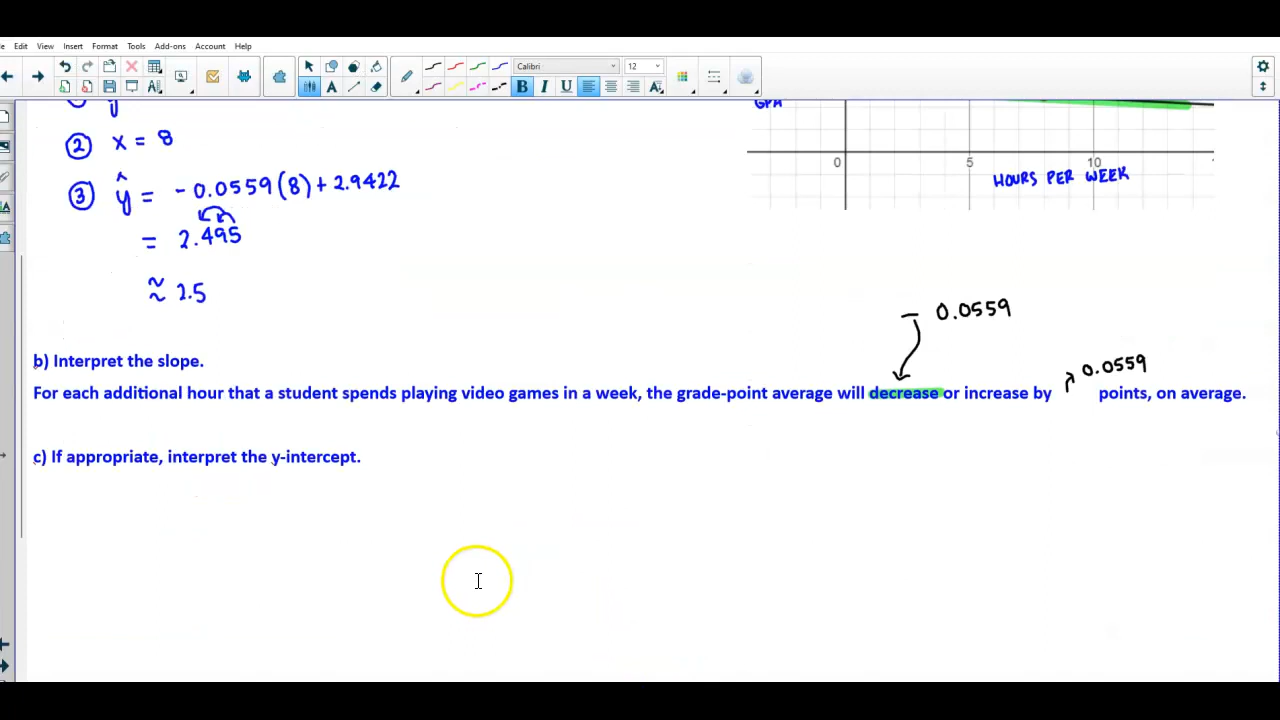 Edit View Insert Format Tools Add-ons Account Help
Calibri 12
B I U A
② x = 8
③ ŷ = -0.0559(8) + 2.9422
= 2.495
≈ 2.5
GPA
0 5 10
HOURS PER WEEK
- 0.0559
b) Interpret the slope.
0.0559
For each additional hour that a student spends playing video games in a week, the grade-point average will decrease or increase by points, on average.
c) If appropriate, interpret the y-intercept.